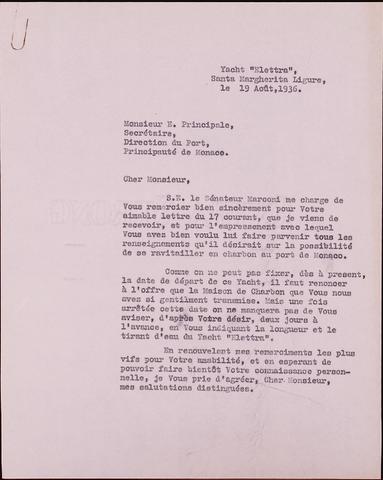 Yacht "Elettra",
Santa Margherita Ligure,
le 19 Août,1936.
Monsieur E. Principale,
Secrétaire,
Direction du Port,
Principauté de Monaco.
Cher Monsieur,
S.E. le Sénateur Marconi me charge de
Vous remercier bien sincèrement pour Votre
aimable lettre du 17 courant, que je viens de
recevoir, et pour l'empressement avec lequel
Vous avez bien voulu lui faire parvenir tous les
renseignements qu'il désirait sur la possibilité
de se ravitailler en charbon au port de Monaco.
Comme on ne peut pas fixer, dès à present,
la date de départ de ce Yacht, il faut renoncer
à l'offre que la Maison de Charbon que Vous nous
aves si gentilment transmise. Mais une fois
arrêtée cette date on ne manquera pas de Vous
aviser, d'après Votre désir, deux jours à
l'avance, en Vous indiquant la longueur et le
tirant d'eau du Yacht "Elettra".
En renouvelant mes remerciments les plus
vifs pour Votre amabilité, et en esperant de
pouvoir faire bientôt Votre connaissance person-
nelle, je Vous prie d'agréer, Cher Monsieur,
mes salutations distinguées.